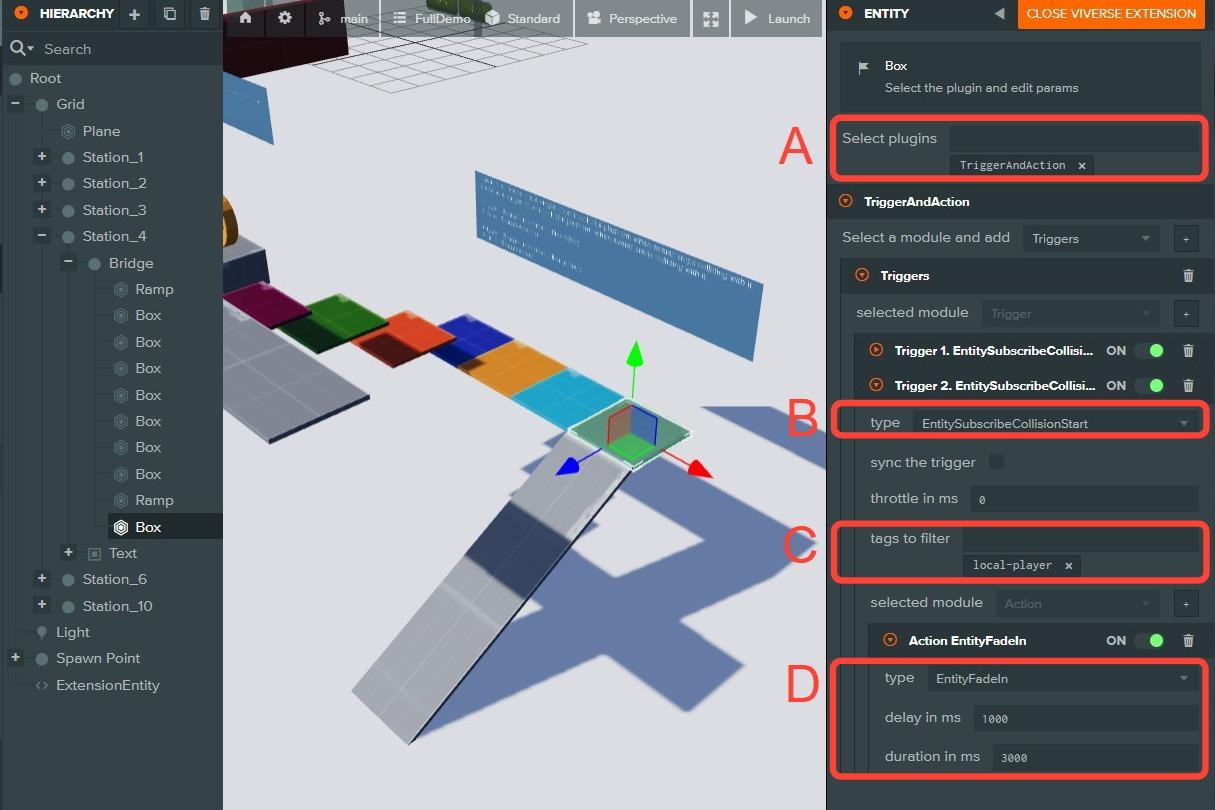 HIERARCHY
Search
Root
Grid
Plane
Station_1
Station_2
Station_3
Station_4
Bridge
Ramp
Box
Box
Box
Box
Box
Box
Box
Ramp
Box
Text
Station_6
Station_10
Light
Spawn Point
ExtensionEntity
main
FullDemo
Standard
Perspective
Launch
A
B
C
D
ENTITY
CLOSE VIVERSE EXTENSION
Box
Select the plugin and edit params
Select plugins
TriggerAndAction ×
TriggerAndAction
Select a module and add Triggers +
Triggers
selected module Trigger +
Trigger 1. EntitySubscribeCollisi... ON
Trigger 2. EntitySubscribeCollisi... ON
type EntitySubscribeCollisionStart
sync the trigger
throttle in ms 0
tags to filter
local-player ×
selected module Action +
Action EntityFadeIn ON
type EntityFadeIn
delay in ms 1000
duration in ms 3000